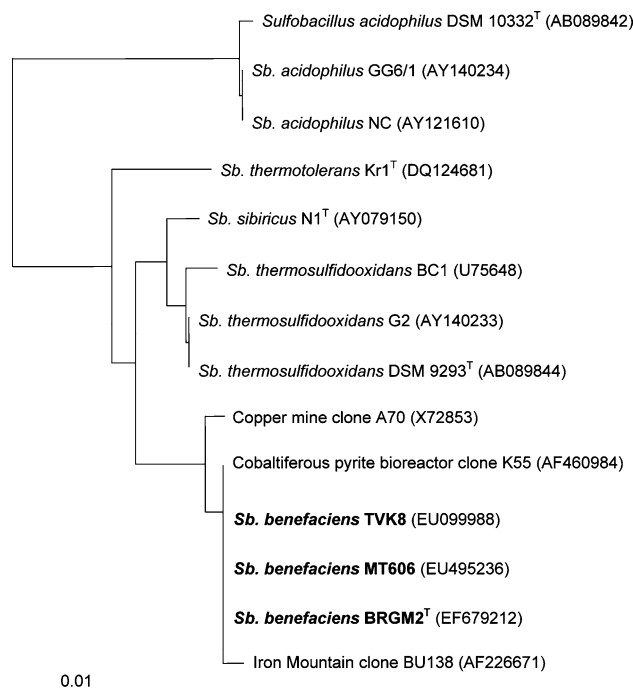 Sulfobacillus acidophilus DSM 10332T (AB089842)
Sb. acidophilus GG6/1 (AY140234)
Sb. acidophilus NC (AY121610)
Sb. thermotolerans Kr1T (DQ124681)
Sb. sibiricus N1T (AY079150)
Sb. thermosulfidooxidans BC1 (U75648)
Sb. thermosulfidooxidans G2 (AY140233)
Sb. thermosulfidooxidans DSM 9293T (AB089844)
Copper mine clone A70 (X72853)
Cobaltiferous pyrite bioreactor clone K55 (AF460984)
Sb. benefaciens TVK8 (EU099988)
Sb. benefaciens MT606 (EU495236)
Sb. benefaciens BRGM2T (EF679212)
Iron Mountain clone BU138 (AF226671)
0.01